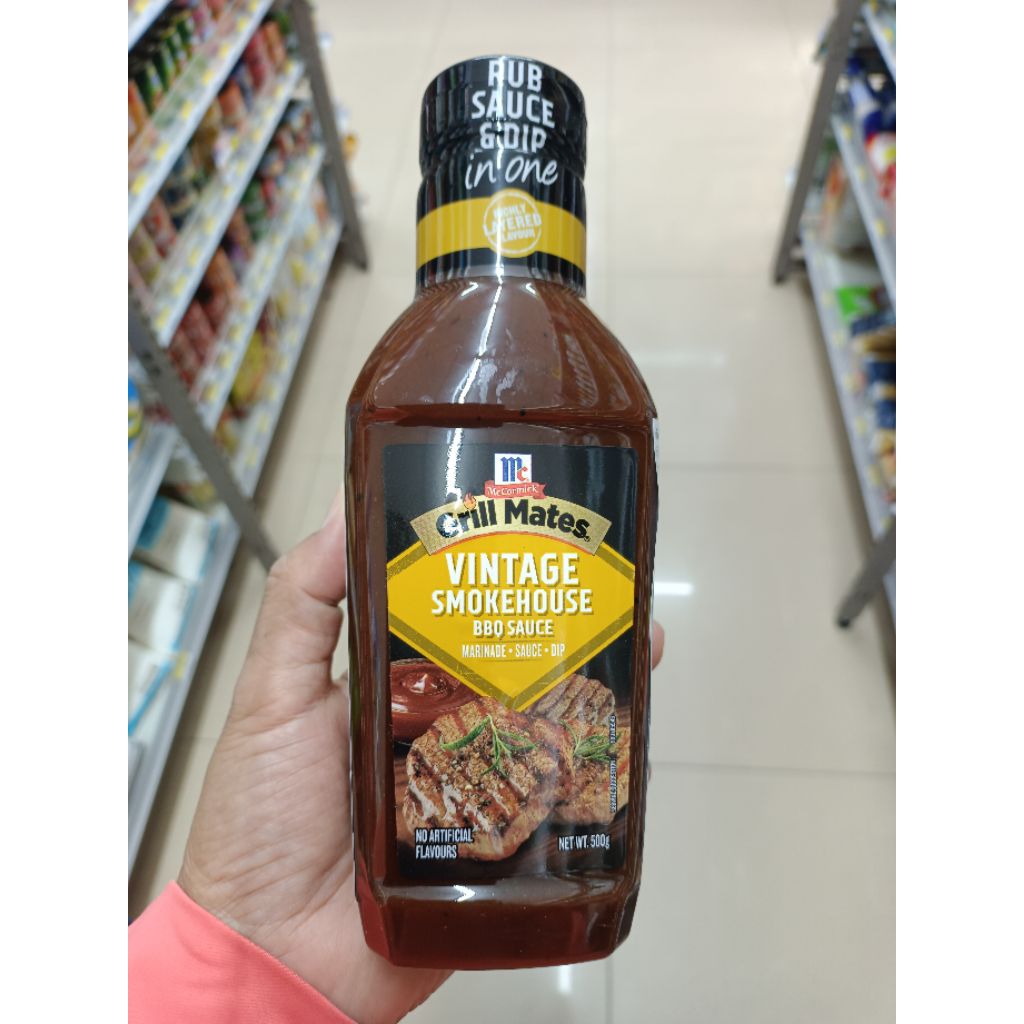 RUB
SAUCE
& DIP
in one
RICHLY
LAYERED
FLAVOUR
Mc
McCormick
Grill Mates®
VINTAGE
SMOKEHOUSE
BBQ SAUCE
MARINADE • SAUCE • DIP
NO ARTIFICIAL
FLAVOURS
NET WT. 500g